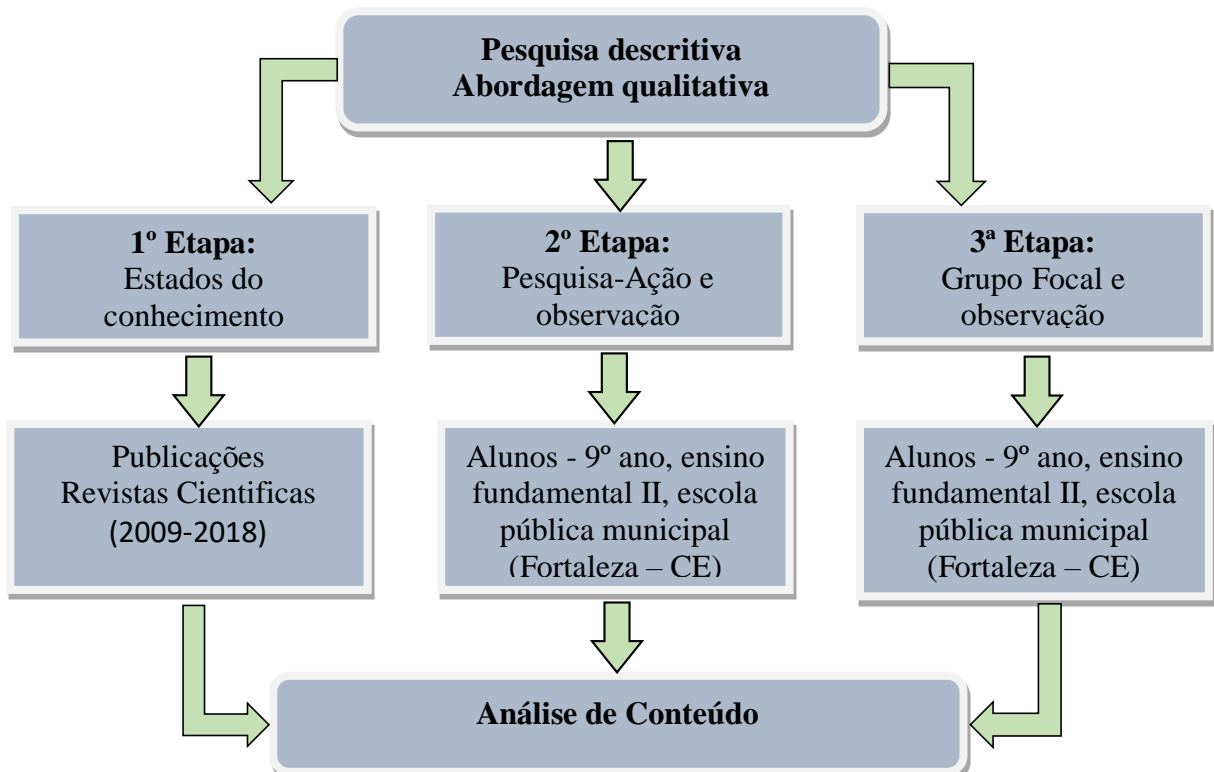 Pesquisa descritiva
Abordagem qualitativa
1º Etapa:
Estados do
conhecimento
2º Etapa:
Pesquisa-Ação e
observação
3ª Etapa:
Grupo Focal e
observação
Publicações
Revistas Cientificas
(2009-2018)
Alunos - 9º ano, ensino
fundamental II, escola
pública municipal
(Fortaleza – CE)
Alunos - 9º ano, ensino
fundamental II, escola
pública municipal
(Fortaleza – CE)
Análise de Conteúdo